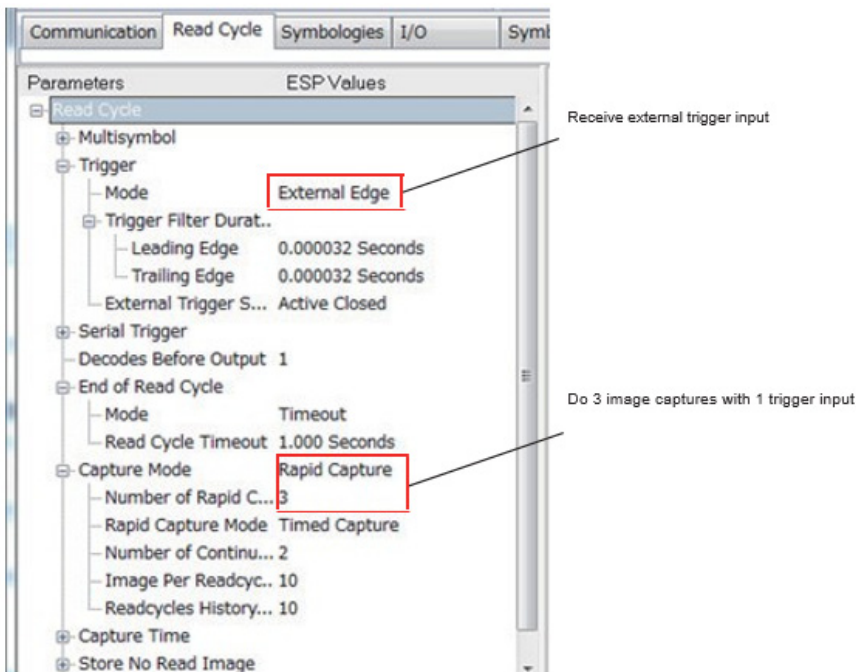 Communication Read Cycle Symbologies I/O Symb
Parameters ESP Values
Read Cycle
Multisymbol
Trigger
Mode External Edge
Trigger Filter Durat..
Leading Edge 0.000032 Seconds
Trailing Edge 0.000032 Seconds
External Trigger S... Active Closed
Serial Trigger
Decodes Before Output 1
End of Read Cycle
Mode Timeout
Read Cycle Timeout 1.000 Seconds
Capture Mode Rapid Capture
Number of Rapid C... 3
Rapid Capture Mode Timed Capture
Number of Continu... 2
Image Per Readcyc.. 10
Readcycles History... 10
Capture Time
Store No Read Image
Receive external trigger input
Do 3 image captures with 1 trigger input